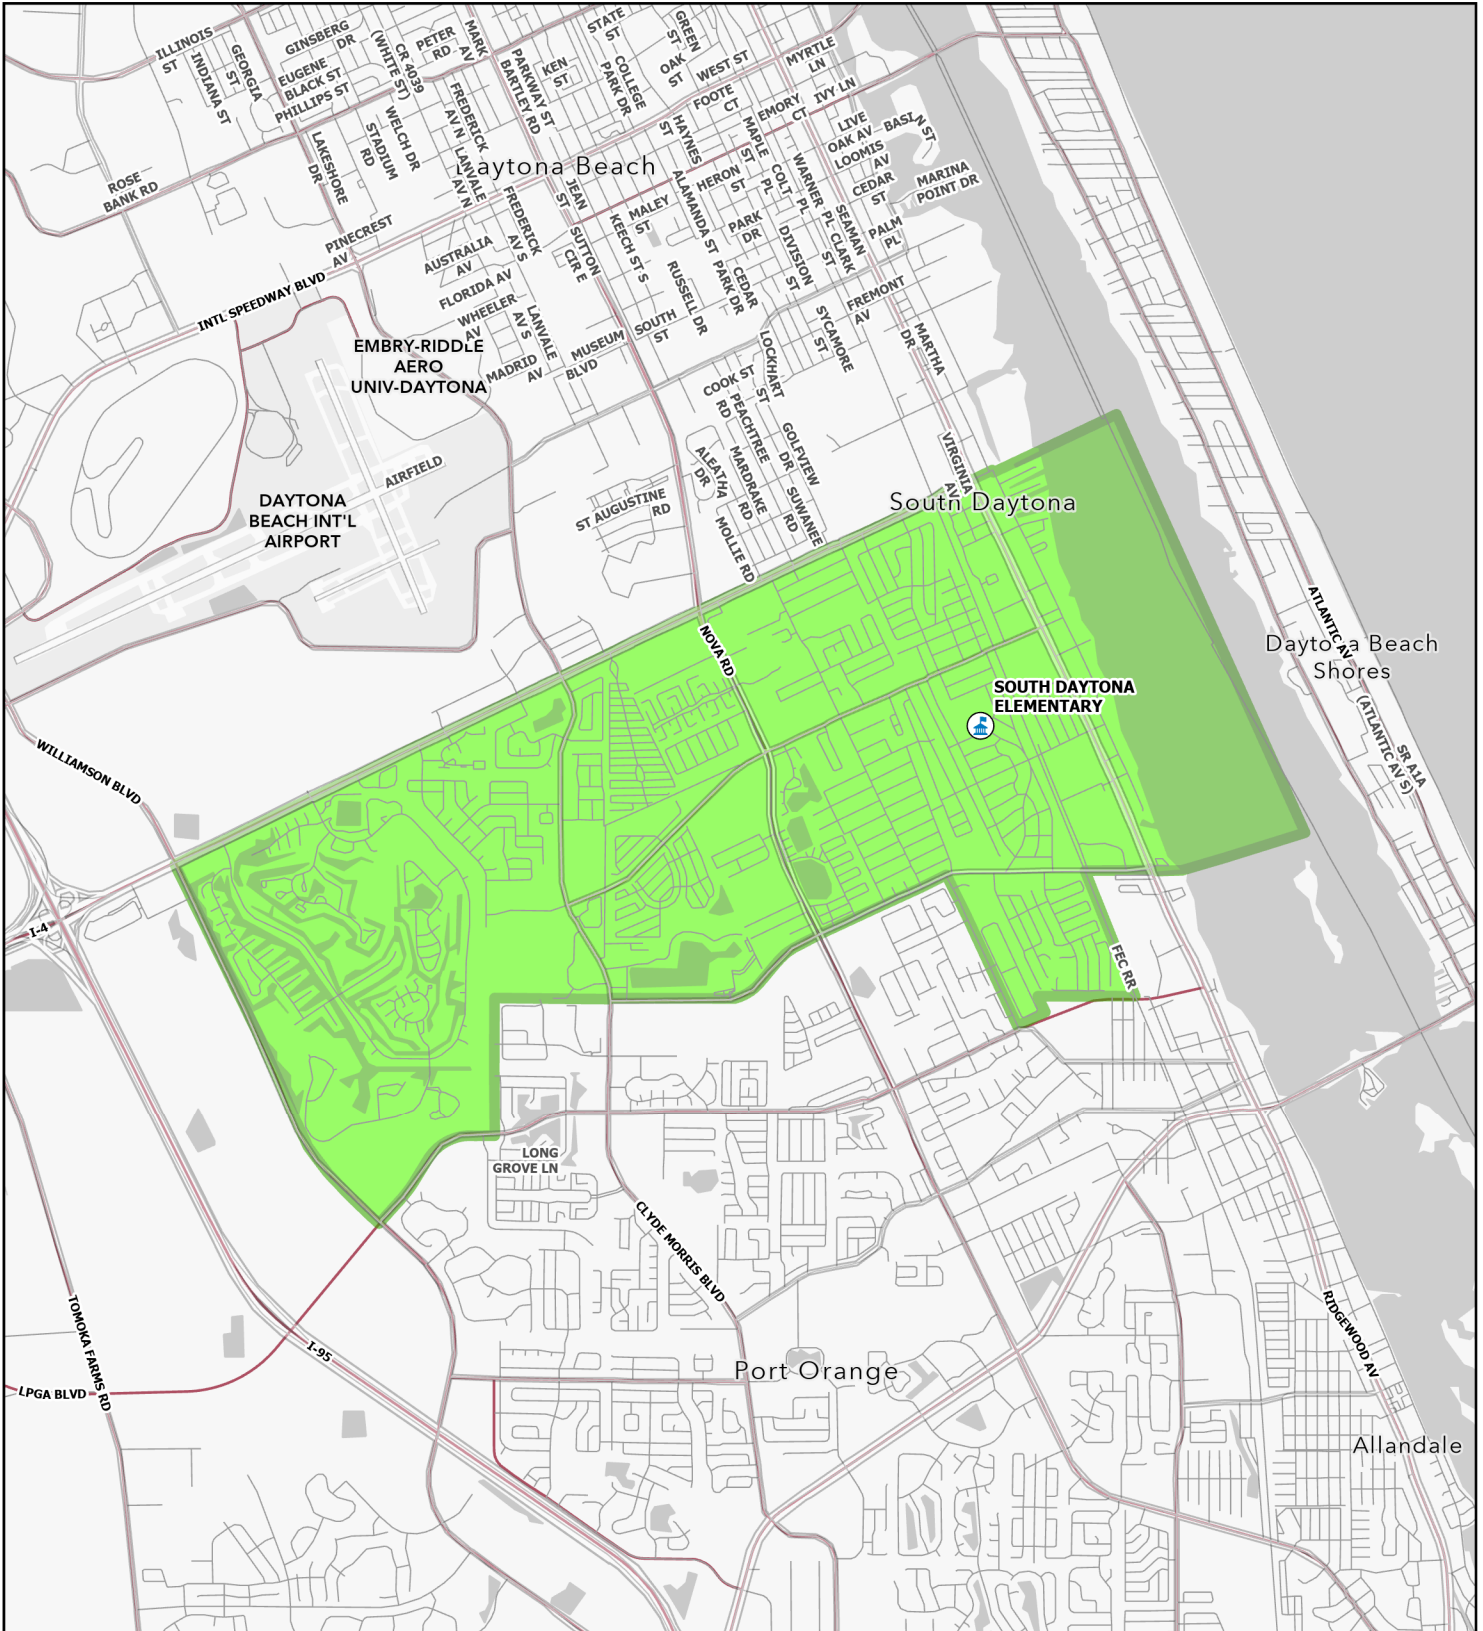 ILLINOIS
ST
INDIANA ST
GEORGIA
ST
GINSBERG
DR
EUGENE
BLACK ST
PHILLIPS ST
CR 4039
(WHITE ST)
PETER
RD
MARK
AV
PARKWAY ST
BARTLEY RD
KEN
ST
STATE
ST
COLLEGE
PARK DR
GREEN
ST
OAK
ST
WEST ST
MYRTLE
LN
FOOTE
CT
EMORY
CT
IVY LN
FREDERICK
AV N
WELCH DR
STADIUM
RD
LAKESHORE
DR
LANVALE
AV N
Daytona Beach
HAYNES
ST
MAPLE
ST
COLT PL
PL
WARNER PL
LIVE
OAK AV
BASIN ST
LOOMIS
AV
CEDAR
ST
MARINA
POINT DR
ROSE
BANK RD
JEAN
ST
HERON
ST
MALEY
ST
ALAMANDA ST
PARK
DR
SEAMAN
PALM
PL
CLARK
ST
PINECREST
AV
AUSTRALIA
AV
FREDERICK
AV S
SUTTON
CIR E
KEECH ST S
DIVISION
ST
CEDAR
PARK DR
RUSSELL DR
FLORIDA AV
WHEELER
AV
LANVALE
AV S
INTL SPEEDWAY BLVD
SOUTH
ST
MUSEUM
BLVD
FREMONT
AV
SYCAMORE
ST
MARTHA
DR
EMBRY-RIDDLE
AERO
UNIV-DAYTONA
MADRID
AV
LOCKHART
ST
COOK ST
PEACHTREE
RD
GOLFVIEW
DR
VIRGINIA
AV
ALEATHA
DR
MARDRAKE
RD
SUWANEE
RD
AIRFIELD
DAYTONA
BEACH INT'L
AIRPORT
ST AUGUSTINE
RD
MOLLIE RD
South Daytona
ATLANTIC AV
NOVA RD
Daytona Beach
Shores
SOUTH DAYTONA
ELEMENTARY
(ATLANTIC AV S)
SR A1A
WILLIAMSON BLVD
I-4
FEC RR
LONG
GROVE LN
CLYDE MORRIS BLVD
TOMOKA FARMS RD
I-95
RIDGEWOOD AV
LPGA BLVD
Port Orange
Allandale